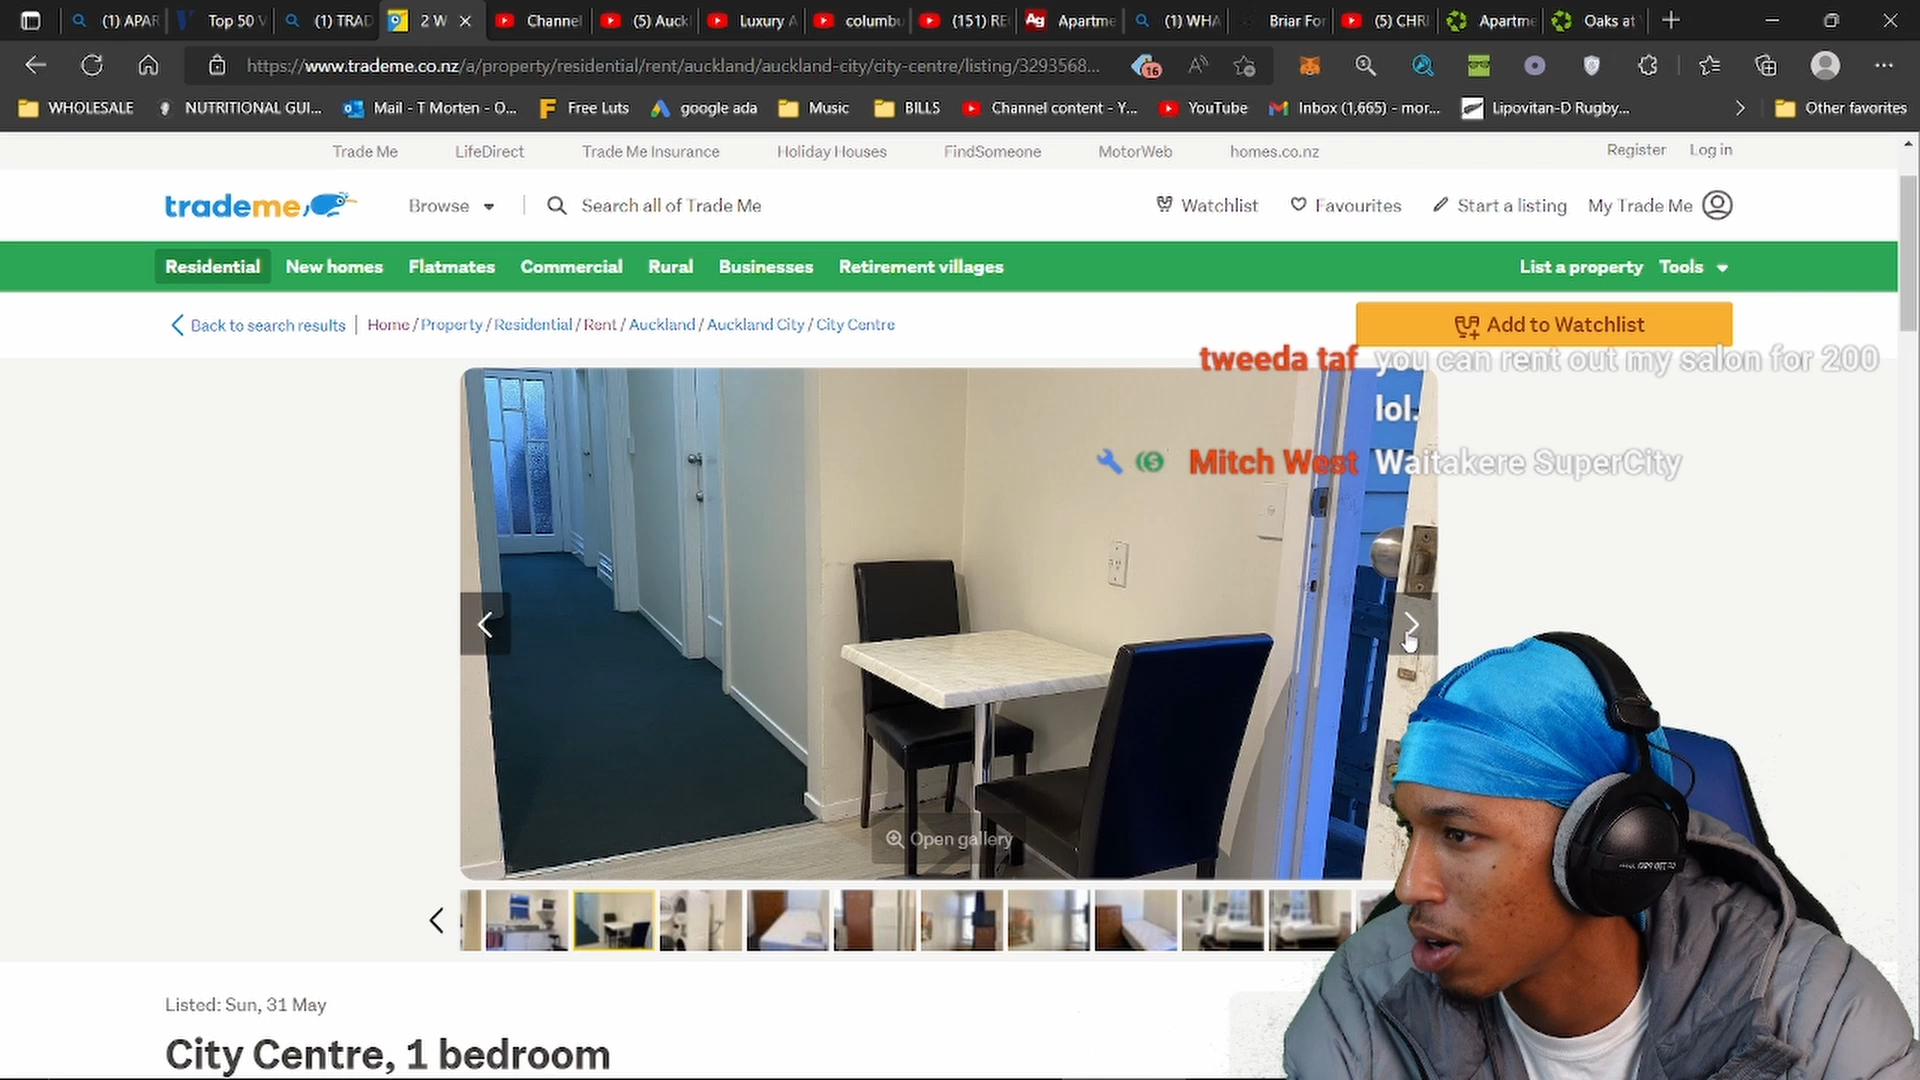 (1) APAR
Top 50 V
(1) TRAD
2 W
Channel
(5) Auckl
Luxury A
columbu
(151) RE
Apartme
(1) WHA
Briar For
(5) CHRI
Apartme
Oaks at
https://www.trademe.co.nz/a/property/residential/rent/auckland/auckland-city/city-centre/listing/3293568...
16
WHOLESALE
NUTRITIONAL GUI...
Mail - T Morten - O...
Free Luts
google ada
Music
BILLS
Channel content - Y...
YouTube
Inbox (1,665) - mor...
Lipovitan-D Rugby...
Other favorites
Trade Me
LifeDirect
Trade Me Insurance
Holiday Houses
FindSomeone
MotorWeb
homes.co.nz
Register
Log in
trademe
Browse
Search all of Trade Me
Watchlist
Favourites
Start a listing
My Trade Me
Residential
New homes
Flatmates
Commercial
Rural
Businesses
Retirement villages
List a property
Tools
Back to search results
Home / Property / Residential / Rent / Auckland / Auckland City / City Centre
Add to Watchlist
tweeda taf you can rent out my salon for 200
lol.
Mitch West Waitakere SuperCity
Open gallery
Listed: Sun, 31 May
City Centre, 1 bedroom